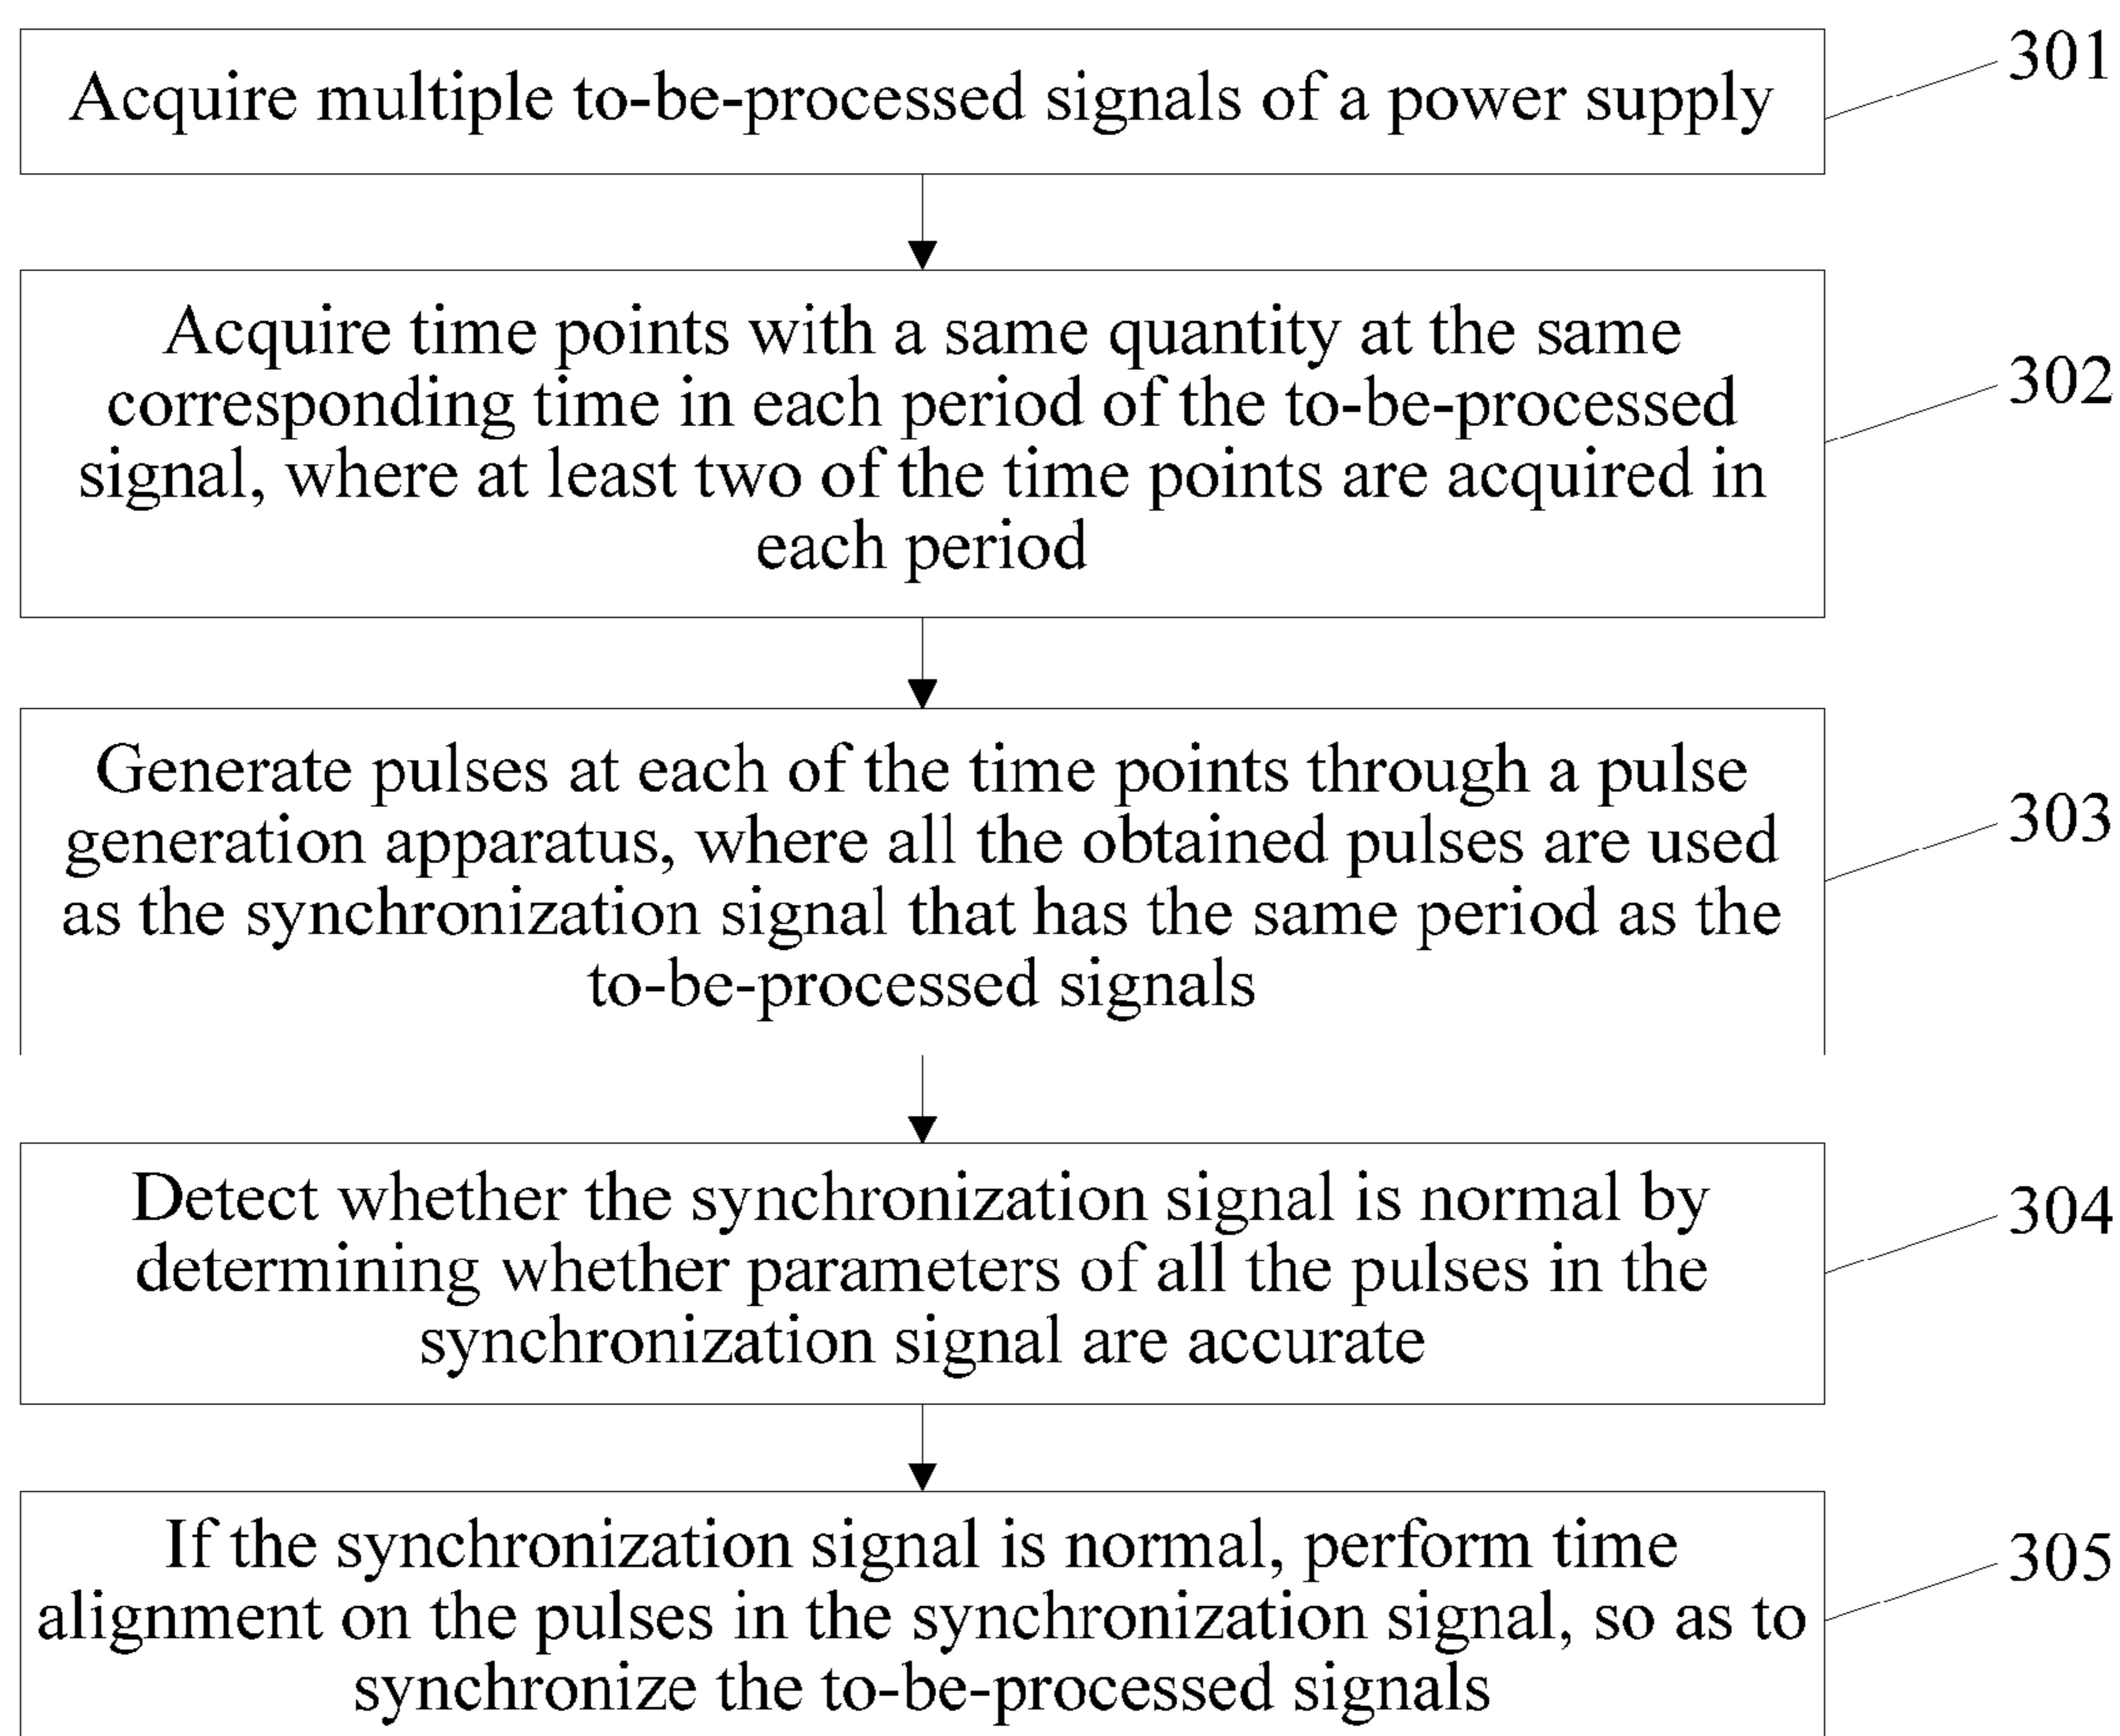 Acquire multiple to-be-processed signals of a power supply
301
Acquire time points with a same quantity at the same
corresponding time in each period of the to-be-processed
signal, where at least two of the time points are acquired in
each period
302
Generate pulses at each of the time points through a pulse
generation apparatus, where all the obtained pulses are used
as the synchronization signal that has the same period as the
to-be-processed signals
303
Detect whether the synchronization signal is normal by
determining whether parameters of all the pulses in the
synchronization signal are accurate
304
If the synchronization signal is normal, perform time
alignment on the pulses in the synchronization signal, so as to
synchronize the to-be-processed signals
305